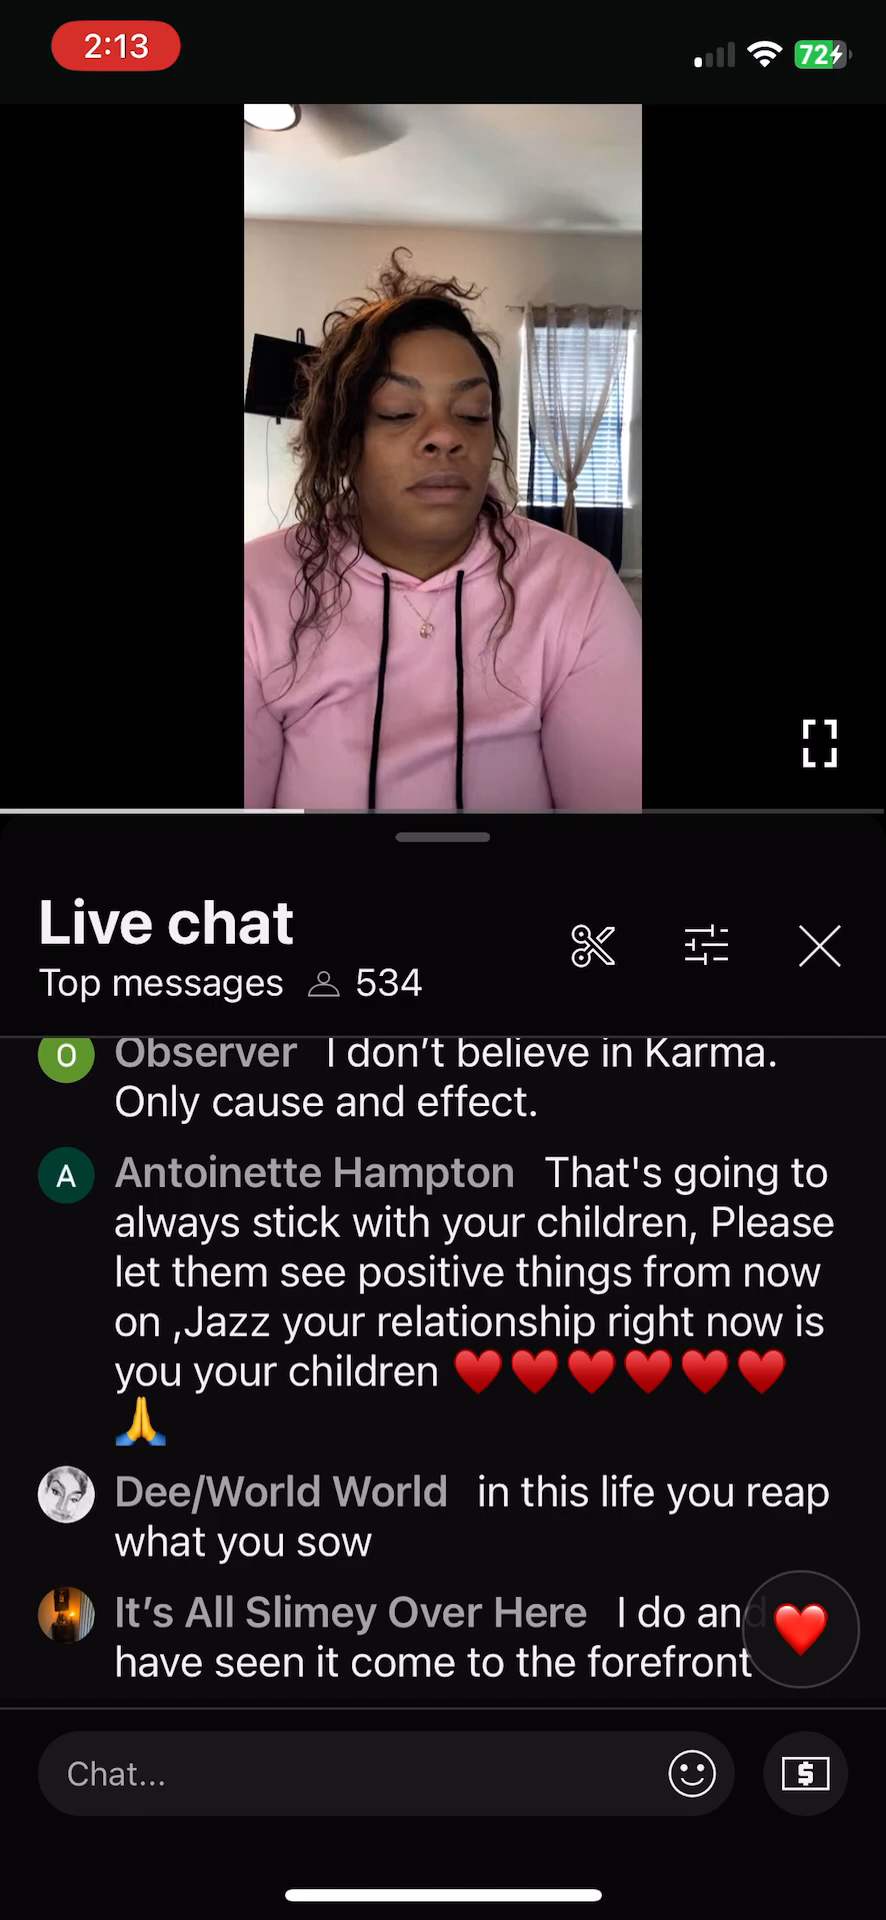 2:13
72
Live chat
Top messages 534
O Observer I don’t believe in Karma.
Only cause and effect.
A Antoinette Hampton That's going to
always stick with your children, Please
let them see positive things from now
on ,Jazz your relationship right now is
you your children ❤️❤️❤️❤️❤️❤️
🙏
Dee/World World in this life you reap
what you sow
It’s All Slimey Over Here I do and
have seen it come to the forefront
Chat...
$